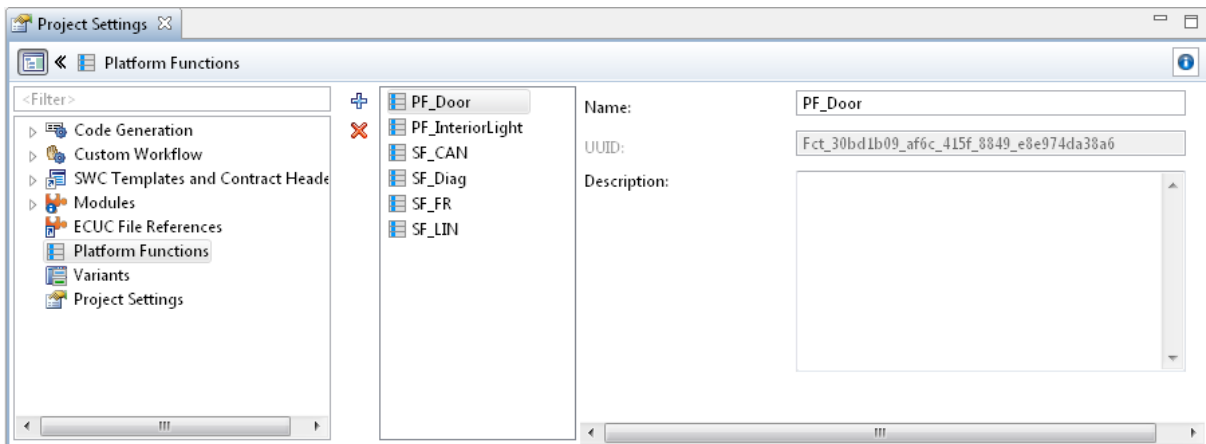 Project Settings
Platform Functions
<Filter>
Code Generation
Custom Workflow
SWC Templates and Contract Heade
Modules
ECUC File References
Platform Functions
Variants
Project Settings
PF_Door
PF_InteriorLight
SF_CAN
SF_Diag
SF_FR
SF_LIN
Name:
PF_Door
UUID:
Fct_30bd1b09_af6c_415f_8849_e8e974da38a6
Description: